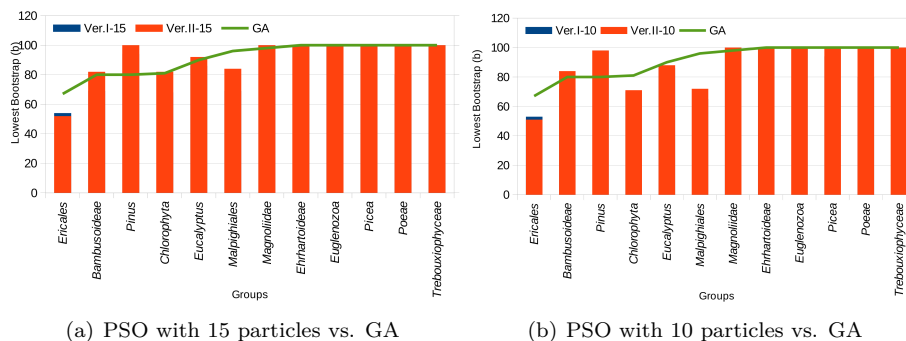 Ver.I-15 Ver.II-15 GA
Lowest Bootstrap (b)
120
100
80
60
40
20
0
Ericales
Bambusoideae
Pinus
Chlorophyta
Eucalyptus
Malpighiales
Magnoliidae
Ehrhartoideae
Euglenozoa
Picea
Poeae
Trebouxiophyceae
Groups
(a) PSO with 15 particles vs. GA
Ver.I-10 Ver.II-10 GA
Lowest Bootstrap (b)
120
100
80
60
40
20
0
Ericales
Bambusoideae
Pinus
Chlorophyta
Eucalyptus
Malpighiales
Magnoliidae
Ehrhartoideae
Euglenozoa
Picea
Poeae
Trebouxiophyceae
Groups
(b) PSO with 10 particles vs. GA